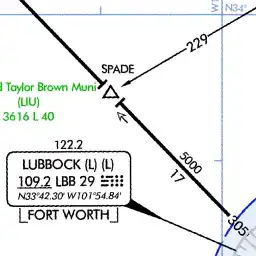 W1
N34°
229
SPADE
d Taylor Brown Muni
(LIU)
3616 L 40
122.2
LUBBOCK (L) (L)
109.2 LBB 29
N33°42.30' W101°54.84'
FORT WORTH
5000
17
305